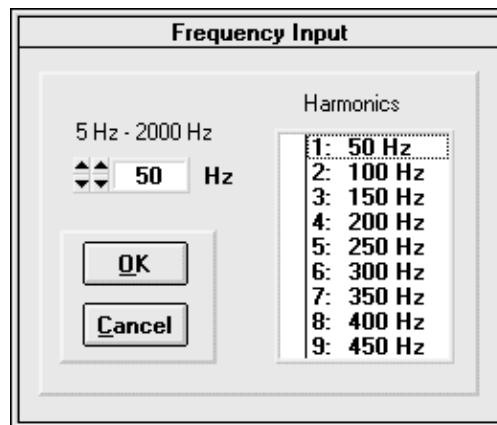 Frequency Input
5 Hz - 2000 Hz
50 Hz
OK
Cancel
Harmonics
1: 50 Hz
2: 100 Hz
3: 150 Hz
4: 200 Hz
5: 250 Hz
6: 300 Hz
7: 350 Hz
8: 400 Hz
9: 450 Hz